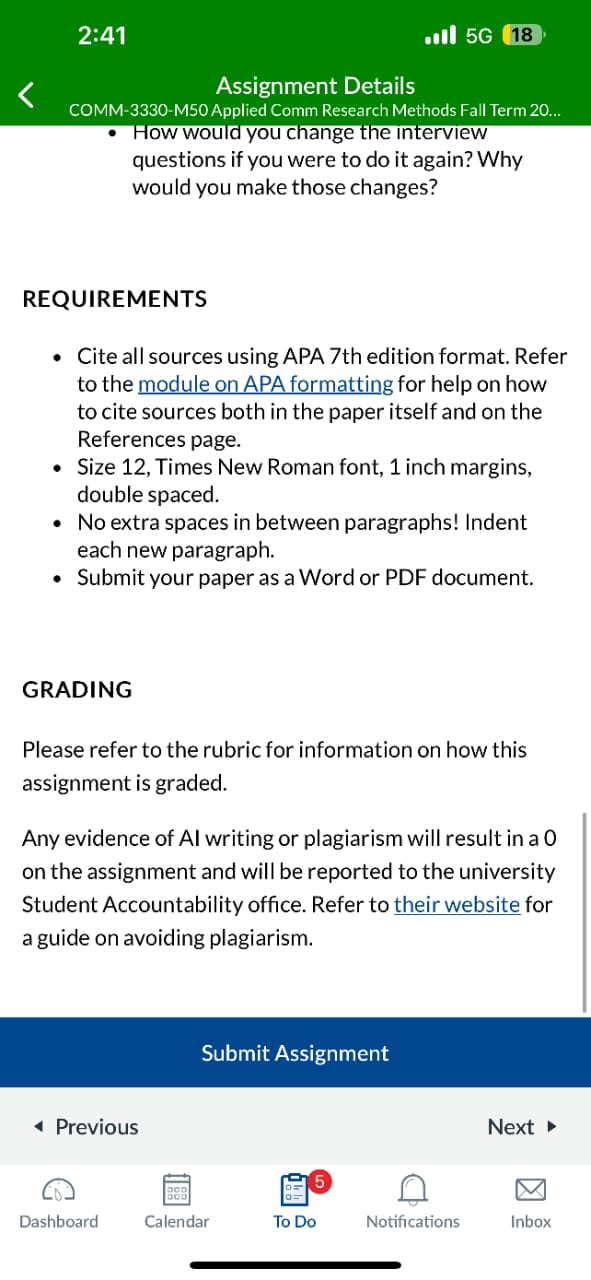 2:41 5G 18
Assignment Details
COMM-3330-M50 Applied Comm Research Methods Fall Term 20...
• How would you change the interview
questions if you were to do it again? Why
would you make those changes?
REQUIREMENTS
• Cite all sources using APA 7th edition format. Refer
to the module on APA formatting for help on how
to cite sources both in the paper itself and on the
References page.
• Size 12, Times New Roman font, 1 inch margins,
double spaced.
• No extra spaces in between paragraphs! Indent
each new paragraph.
• Submit your paper as a Word or PDF document.
GRADING
Please refer to the rubric for information on how this
assignment is graded.
Any evidence of AI writing or plagiarism will result in a 0
on the assignment and will be reported to the university
Student Accountability office. Refer to their website for
a guide on avoiding plagiarism.
Submit Assignment
Previous Next
5
Dashboard Calendar To Do Notifications Inbox